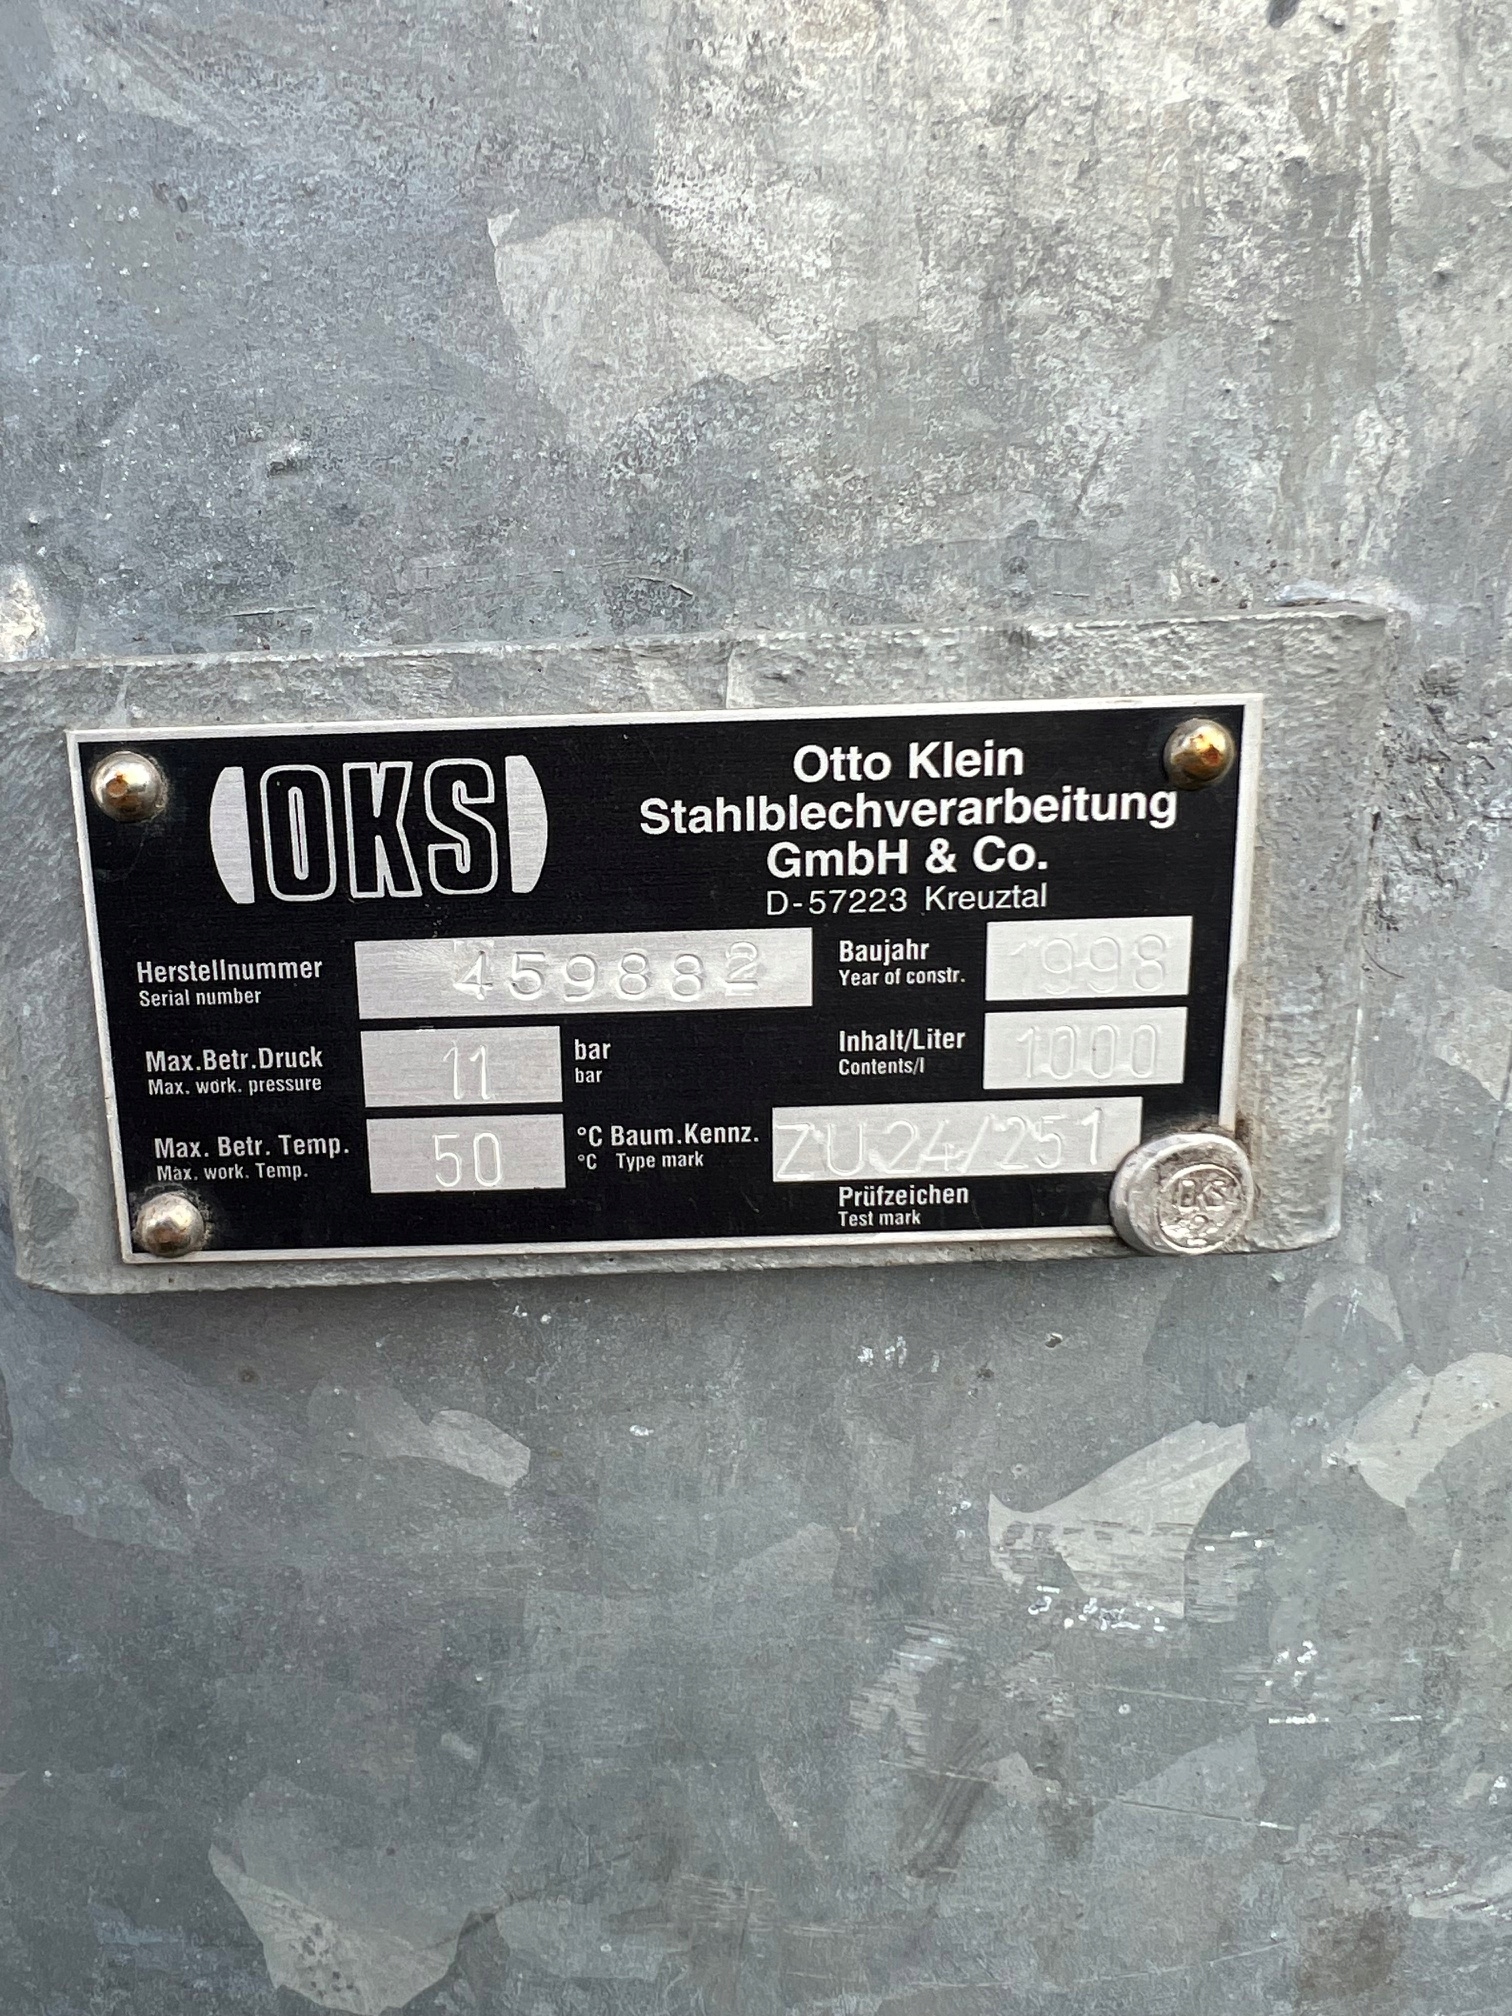 OKS
Otto Klein
Stahlblechverarbeitung
GmbH & Co.
D-57223 Kreuztal
Herstellnummer 459882
Serial number
Baujahr 1998
Year of constr.
Max.Betr.Druck 11 bar
Max. work. pressure bar
Inhalt/Liter 1000
Contents/l
Max. Betr. Temp. 50 °C
Max. work. Temp. °C
Baum.Kennz. ZU24/251
Type mark
Prüfzeichen
Test mark
OKS
2